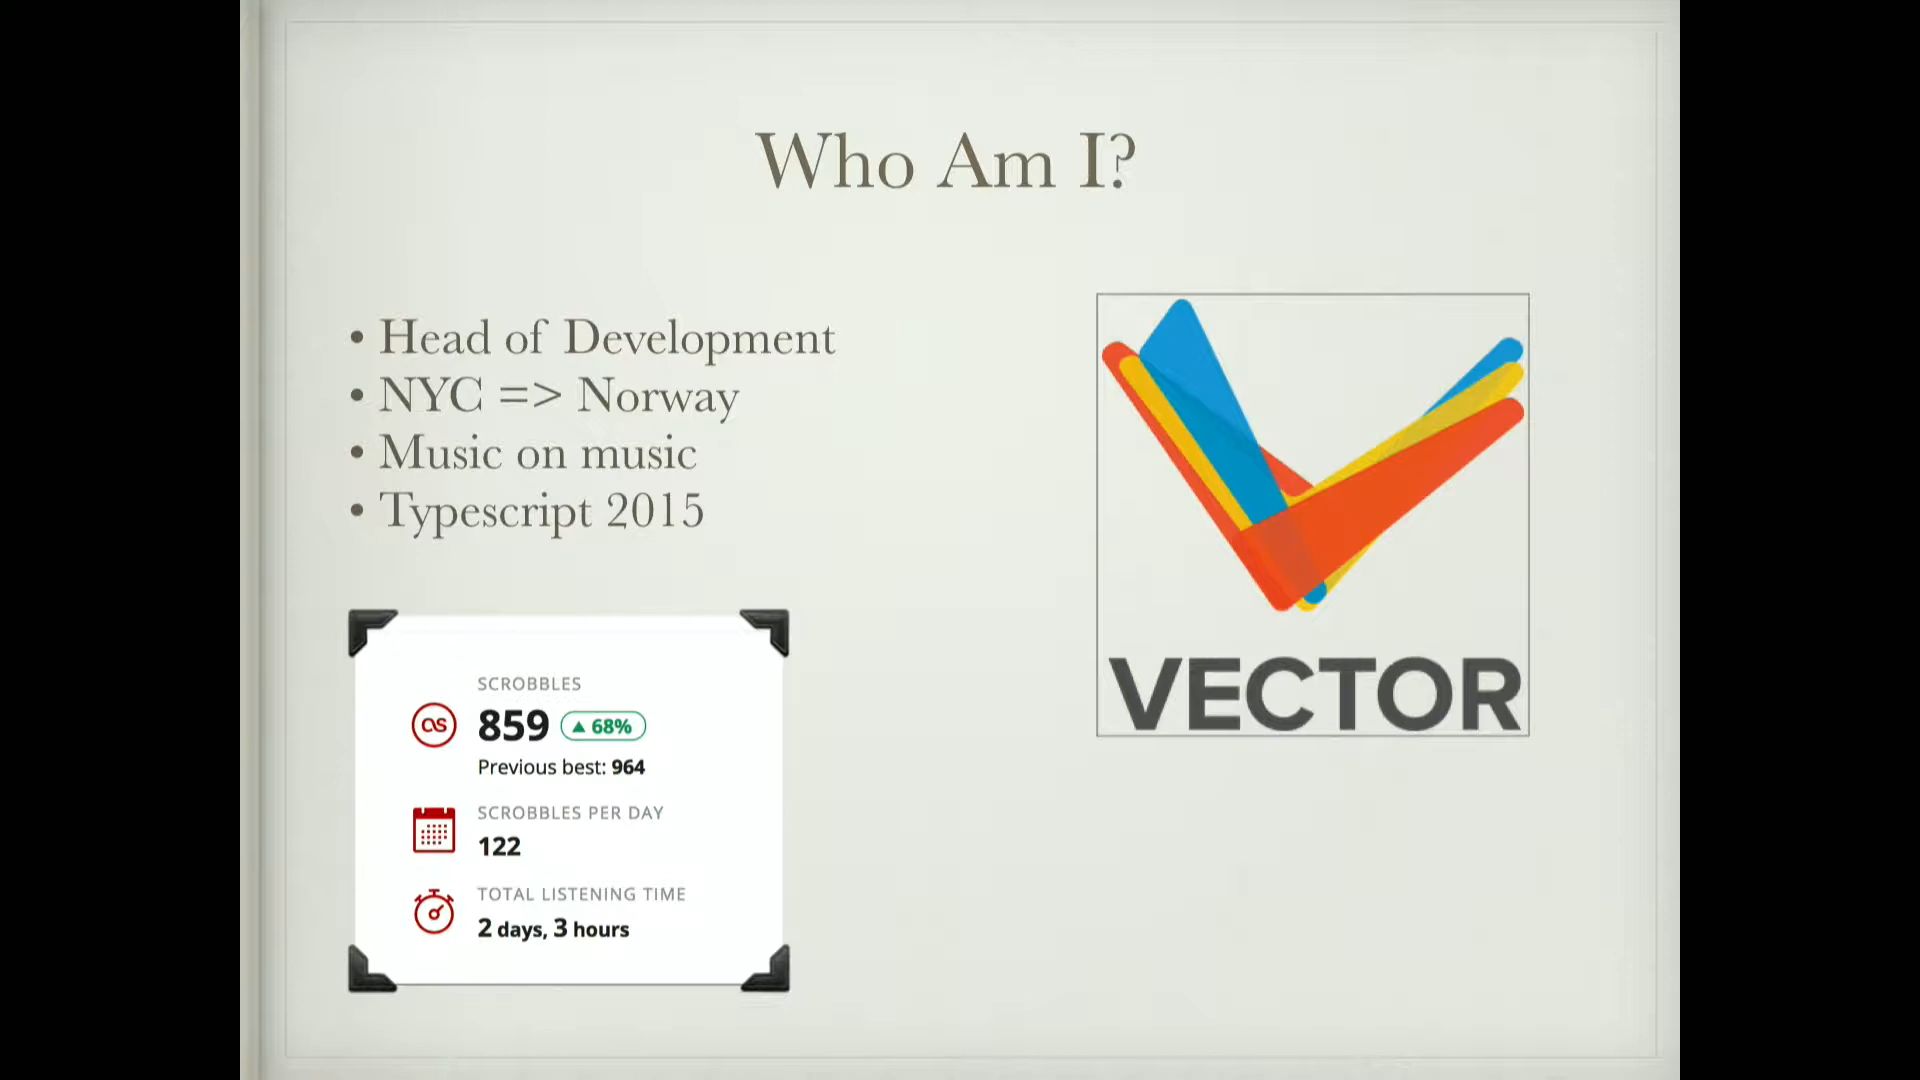 Who Am I?
• Head of Development
• NYC => Norway
• Music on music
• Typescript 2015
SCROBBLES
859 ▲ 68%
Previous best: 964
SCROBBLES PER DAY
122
TOTAL LISTENING TIME
2 days, 3 hours
VECTOR